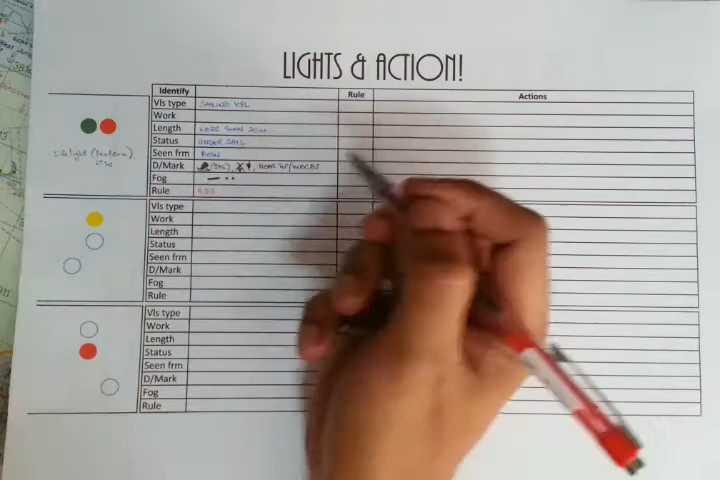 LIGHTS & ACTION!
Identify Rule Actions
Vls type SAILING VSL
Work
Length LESS THAN 20m
Status UNDER SAIL
Seen frm BOW
D/Mark NEAR TOP/
Fog — • •
Rule
Vls type
Work
Length
Status
Seen frm
D/Mark
Fog
Rule
Vls type
Work
Length
Status
Seen frm
D/Mark
Fog
Rule